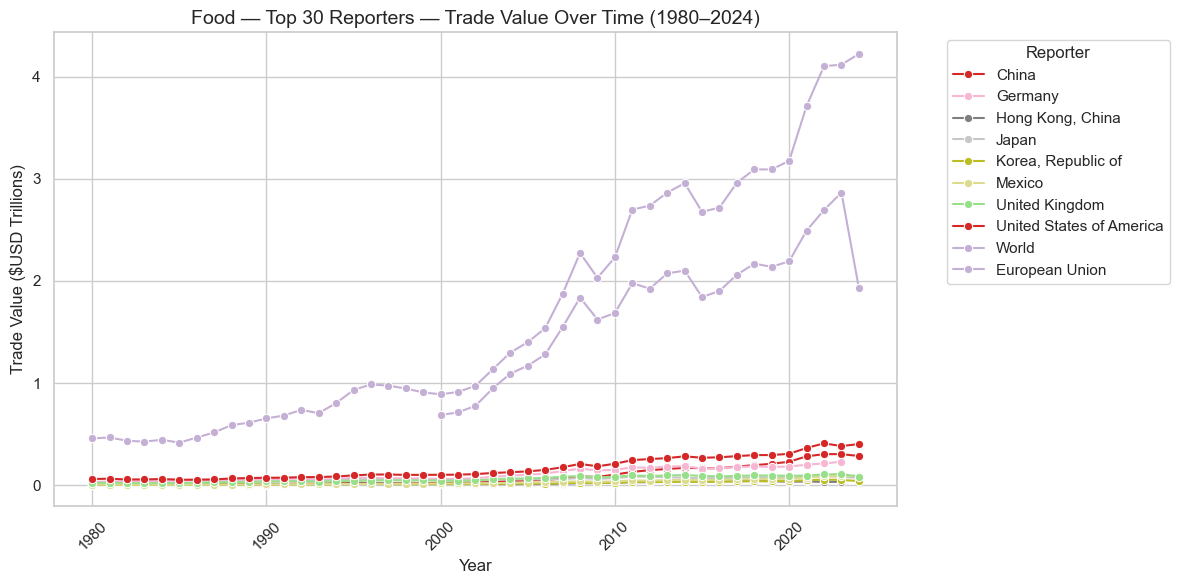 Food — Top 30 Reporters — Trade Value Over Time (1980–2024)
Trade Value ($USD Trillions)
4
3
2
1
0
1980
1990
2000
2010
2020
Year
Reporter
China
Germany
Hong Kong, China
Japan
Korea, Republic of
Mexico
United Kingdom
United States of America
World
European Union